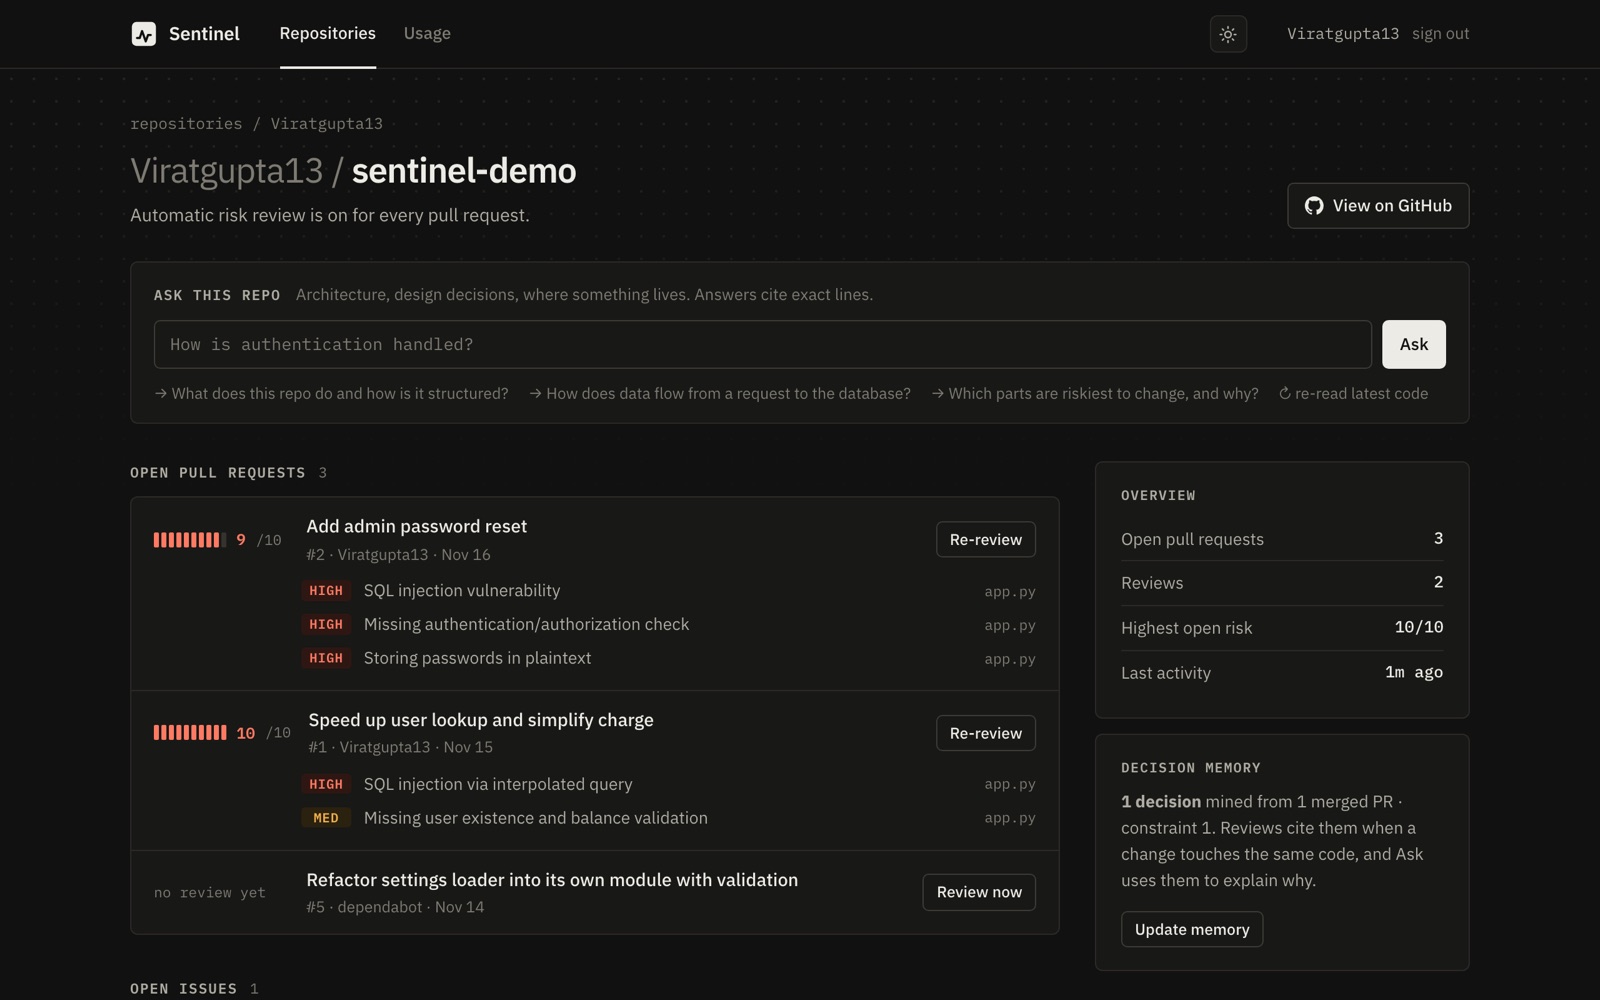 Sentinel Repositories Usage Viratgupta13 sign out
repositories / Viratgupta13
Viratgupta13 / sentinel-demo
Automatic risk review is on for every pull request.
View on GitHub
ASK THIS REPO Architecture, design decisions, where something lives. Answers cite exact lines.
How is authentication handled?
Ask
→ What does this repo do and how is it structured? → How does data flow from a request to the database? → Which parts are riskiest to change, and why? ↻ re-read latest code
OPEN PULL REQUESTS 3
9 /10 Add admin password reset
#2 · Viratgupta13 · Nov 16
Re-review
HIGH SQL injection vulnerability app.py
HIGH Missing authentication/authorization check app.py
HIGH Storing passwords in plaintext app.py
10 /10 Speed up user lookup and simplify charge
#1 · Viratgupta13 · Nov 15
Re-review
HIGH SQL injection via interpolated query app.py
MED Missing user existence and balance validation app.py
no review yet Refactor settings loader into its own module with validation
#5 · dependabot · Nov 14
Review now
OPEN ISSUES 1
OVERVIEW
Open pull requests 3
Reviews 2
Highest open risk 10/10
Last activity 1m ago
DECISION MEMORY
1 decision mined from 1 merged PR ·
constraint 1. Reviews cite them when a
change touches the same code, and Ask
uses them to explain why.
Update memory